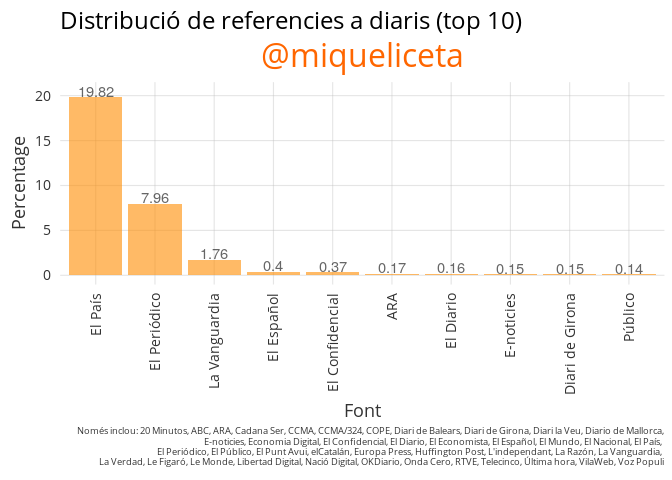 Distribució de referencies a diaris (top 10)
@miqueliceta
Percentage
20
15
10
5
0
19.82
7.96
1.76
0.4
0.37
0.17
0.16
0.15
0.15
0.14
El País
El Periódico
La Vanguardia
El Español
El Confidencial
ARA
El Diario
E-noticies
Diari de Girona
Público
Font
Només inclou: 20 Minutos, ABC, ARA, Cadana Ser, CCMA, CCMA/324, COPE, Diari de Balears, Diari de Girona, Diari la Veu, Diario de Mallorca,
E-noticies, Economia Digital, El Confidencial, El Diario, El Economista, El Español, El Mundo, El Nacional, El País,
El Periódico, El Público, El Punt Avui, elCatalán, Europa Press, Huffington Post, L'independant, La Razón, La Vanguardia,
La Verdad, Le Figaró, Le Monde, Libertad Digital, Nació Digital, OKDiario, Onda Cero, RTVE, Telecinco, Última hora, VilaWeb, Voz Populi